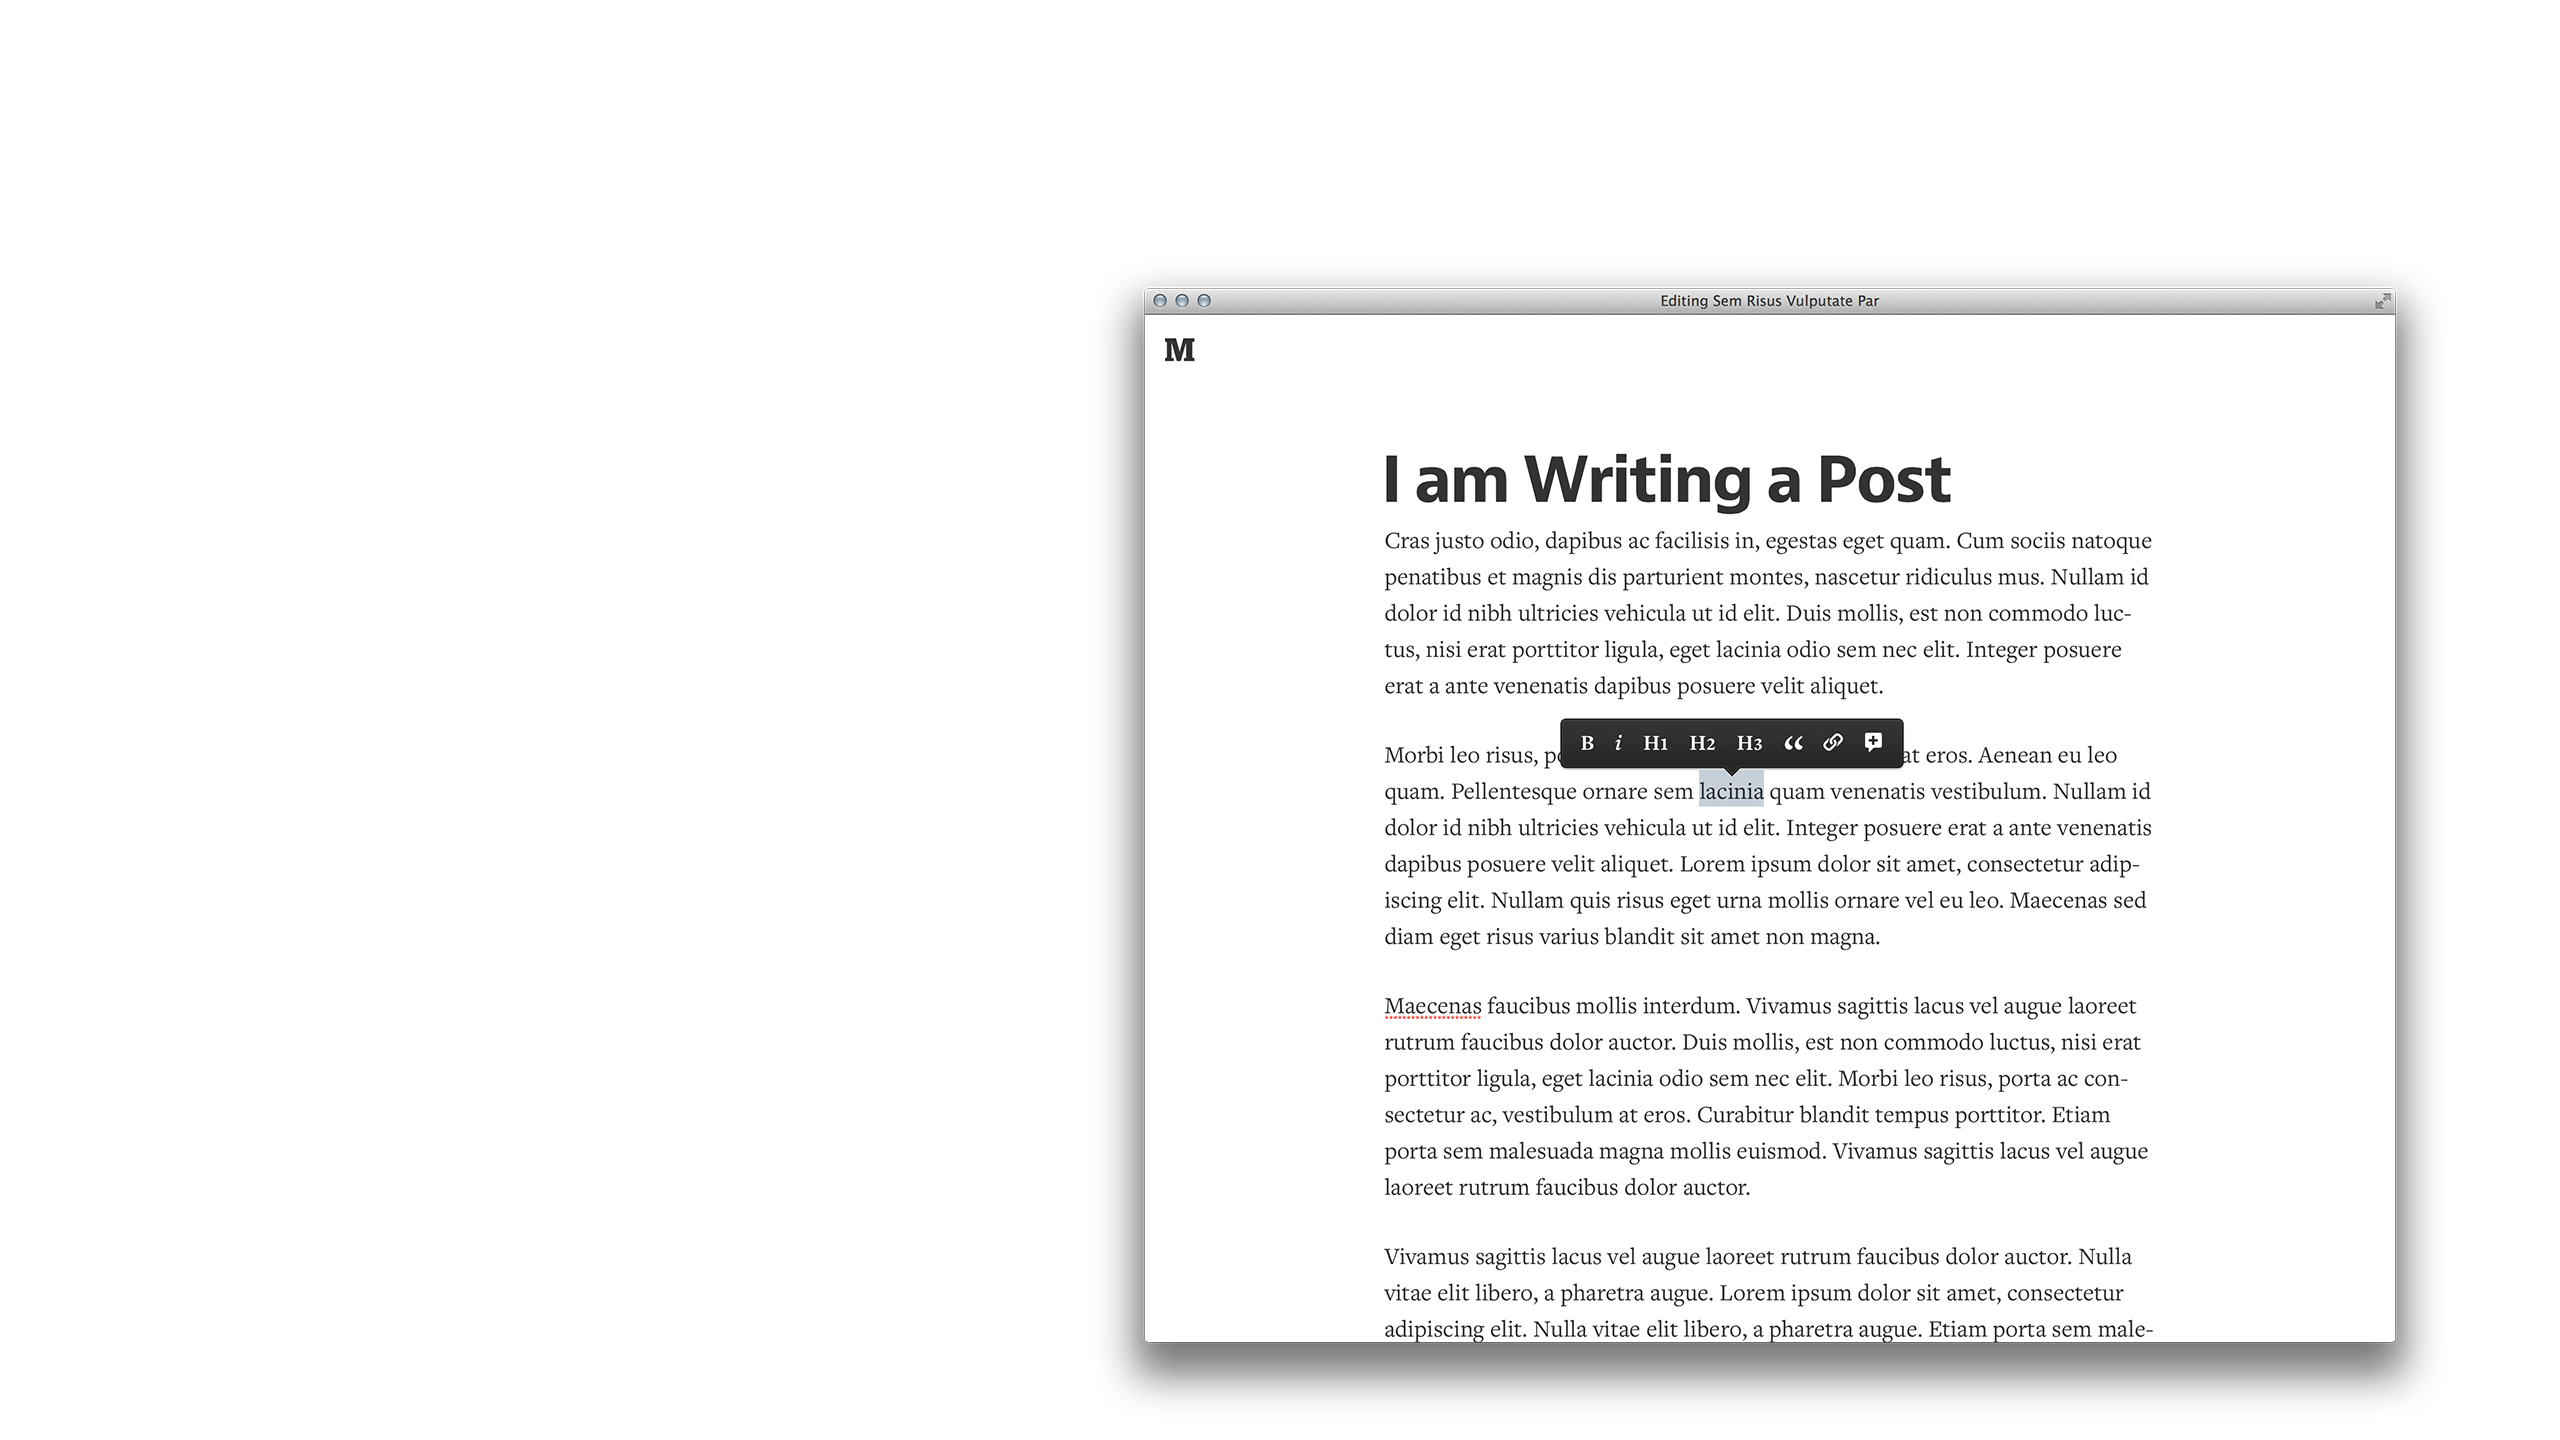 Editing Sem Risus Vulputate Par
M
I am Writing a Post
Cras justo odio, dapibus ac facilisis in, egestas eget quam. Cum sociis natoque
penatibus et magnis dis parturient montes, nascetur ridiculus mus. Nullam id
dolor id nibh ultricies vehicula ut id elit. Duis mollis, est non commodo luc-
tus, nisi erat porttitor ligula, eget lacinia odio sem nec elit. Integer posuere
erat a ante venenatis dapibus posuere velit aliquet.
B i H1 H2 H3 “
Morbi leo risus, at eros. Aenean eu leo
quam. Pellentesque ornare sem lacinia quam venenatis vestibulum. Nullam id
dolor id nibh ultricies vehicula ut id elit. Integer posuere erat a ante venenatis
dapibus posuere velit aliquet. Lorem ipsum dolor sit amet, consectetur adip-
iscing elit. Nullam quis risus eget urna mollis ornare vel eu leo. Maecenas sed
diam eget risus varius blandit sit amet non magna.
Maecenas faucibus mollis interdum. Vivamus sagittis lacus vel augue laoreet
rutrum faucibus dolor auctor. Duis mollis, est non commodo luctus, nisi erat
porttitor ligula, eget lacinia odio sem nec elit. Morbi leo risus, porta ac con-
sectetur ac, vestibulum at eros. Curabitur blandit tempus porttitor. Etiam
porta sem malesuada magna mollis euismod. Vivamus sagittis lacus vel augue
laoreet rutrum faucibus dolor auctor.
Vivamus sagittis lacus vel augue laoreet rutrum faucibus dolor auctor. Nulla
vitae elit libero, a pharetra augue. Lorem ipsum dolor sit amet, consectetur
adipiscing elit. Nulla vitae elit libero, a pharetra augue. Etiam porta sem male-